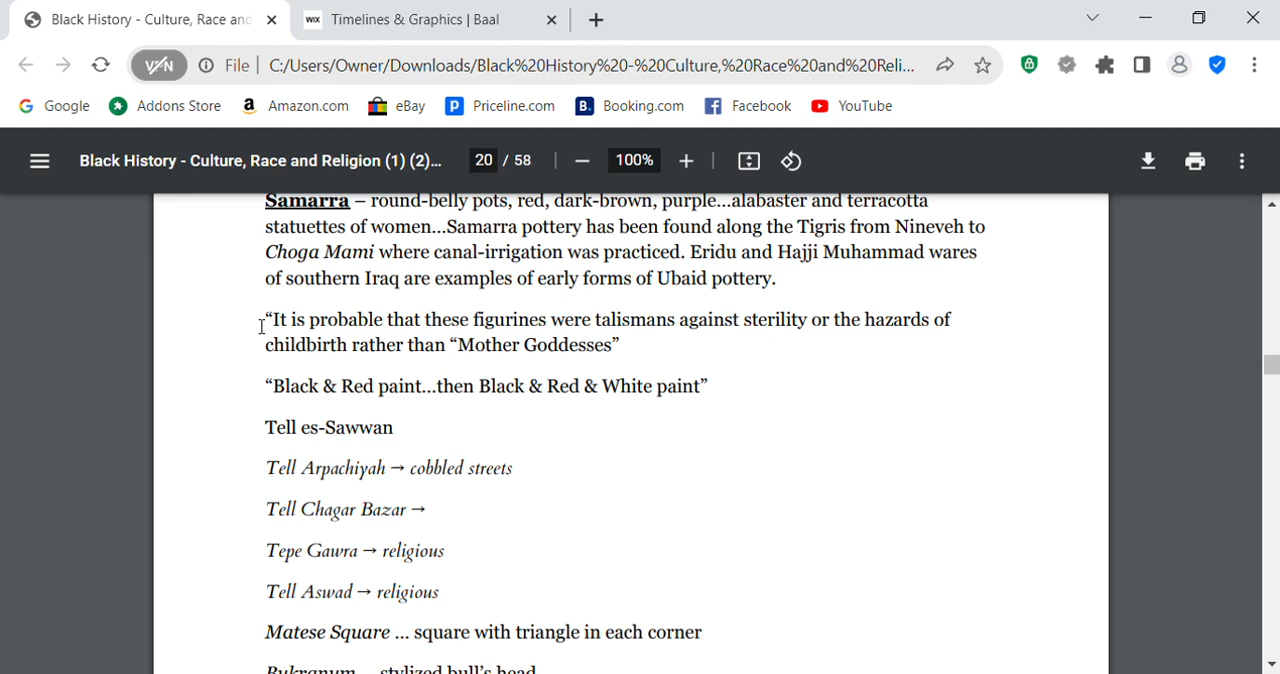 Black History - Culture, Race and
WIX Timelines & Graphics | Baal
VPN File C:/Users/Owner/Downloads/Black%20History%20-%20Culture,%20Race%20and%20Reli...
Google Addons Store Amazon.com eBay Priceline.com Booking.com Facebook YouTube
Black History - Culture, Race and Religion (1) (2)... 20 / 58 100%
Samarra – round-belly pots, red, dark-brown, purple…alabaster and terracotta
statuettes of women…Samarra pottery has been found along the Tigris from Nineveh to
Choga Mami where canal-irrigation was practiced. Eridu and Hajji Muhammad wares
of southern Iraq are examples of early forms of Ubaid pottery.
“It is probable that these figurines were talismans against sterility or the hazards of
childbirth rather than “Mother Goddesses”
“Black & Red paint…then Black & Red & White paint”
Tell es-Sawwan
Tell Arpachiyah → cobbled streets
Tell Chagar Bazar →
Tepe Gawra → religious
Tell Aswad → religious
Matese Square … square with triangle in each corner
Bukranum … stylized bull’s head